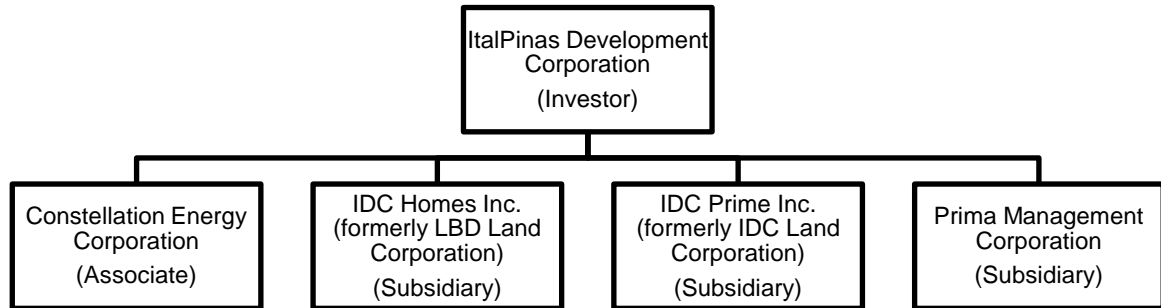 ItalPinas Development
Corporation
(Investor)
Constellation Energy
Corporation
(Associate)
IDC Homes Inc.
(formerly LBD Land
Corporation)
(Subsidiary)
IDC Prime Inc.
(formerly IDC Land
Corporation)
(Subsidiary)
Prima Management
Corporation
(Subsidiary)